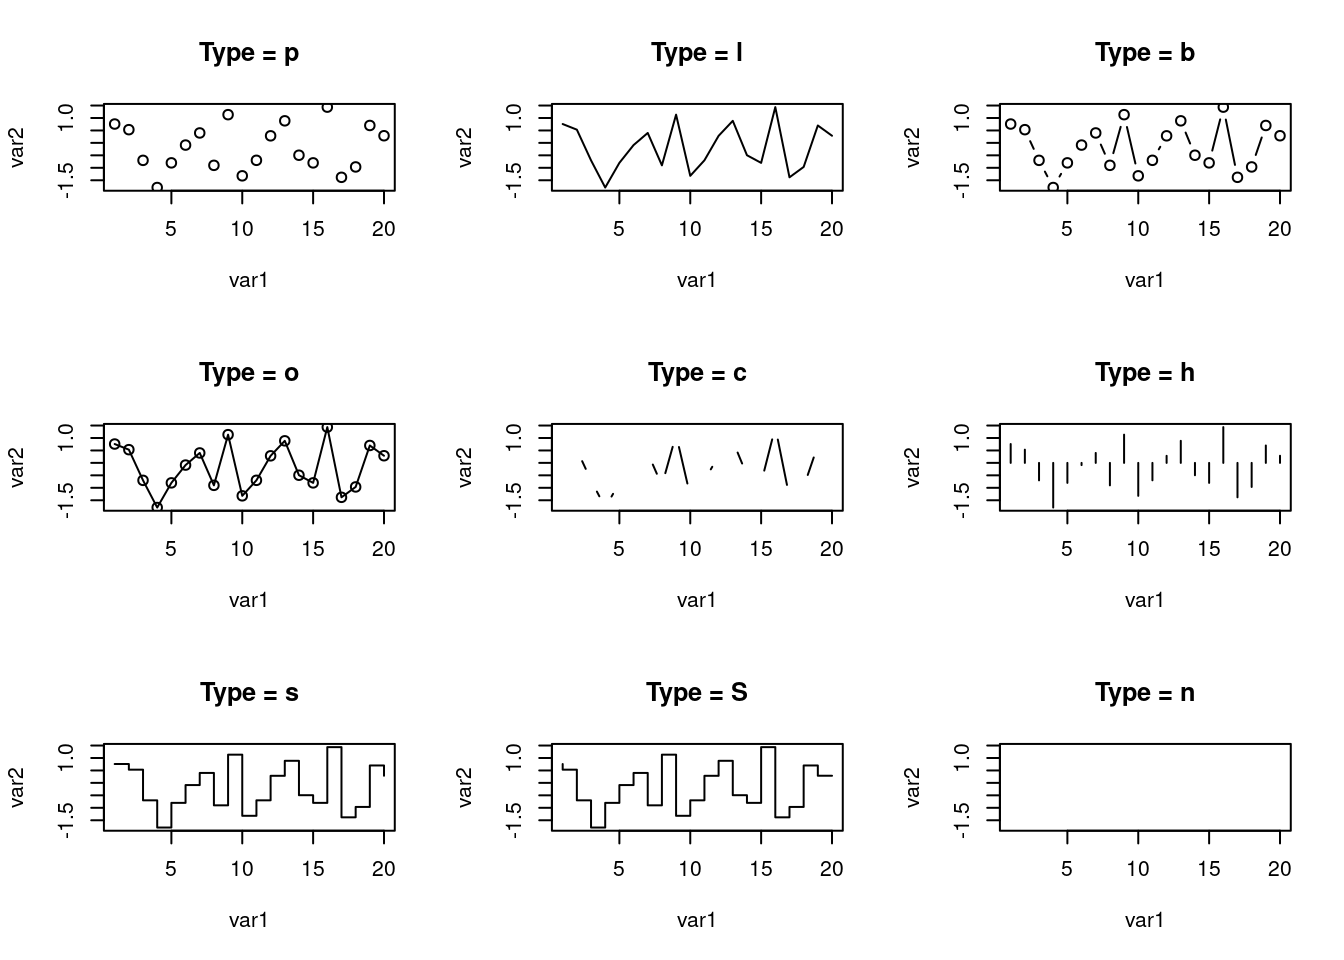 Type = p
1.0
-1.5
var2
5 10 15 20
var1
Type = l
1.0
-1.5
var2
5 10 15 20
var1
Type = b
1.0
-1.5
var2
5 10 15 20
var1
Type = o
1.0
-1.5
var2
5 10 15 20
var1
Type = c
1.0
-1.5
var2
5 10 15 20
var1
Type = h
1.0
-1.5
var2
5 10 15 20
var1
Type = s
1.0
-1.5
var2
5 10 15 20
var1
Type = S
1.0
-1.5
var2
5 10 15 20
var1
Type = n
1.0
-1.5
var2
5 10 15 20
var1